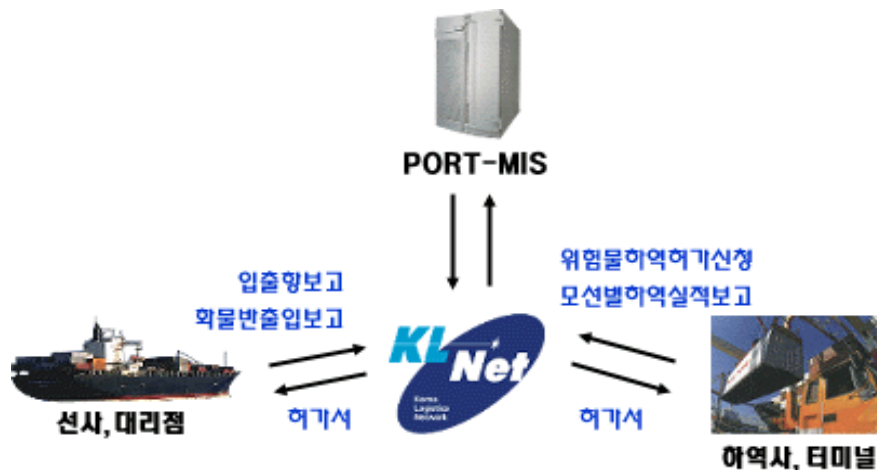 PORT-MIS
입출항보고
화물반출입보고
위험물하역허가신청
모선별하역실적보고
KL Net
Korea
Logistics
Network
허가서
허가서
선사, 대리점
하역사, 터미널